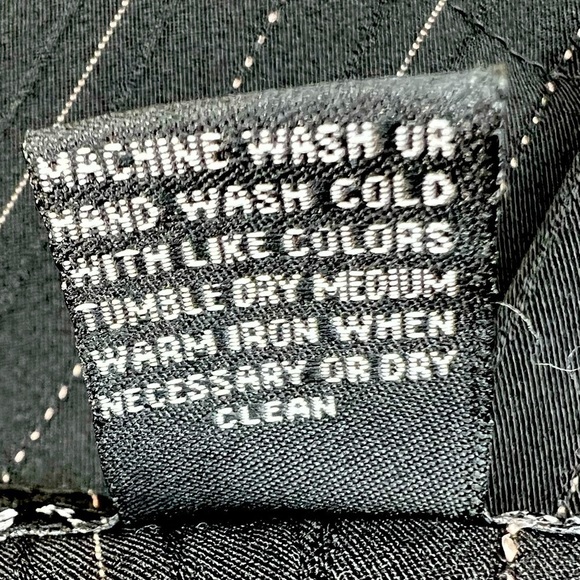 MACHINE WASH OR
HAND WASH COLD
WITH LIKE COLORS
TUMBLE DRY MEDIUM
WARM IRON WHEN
NECESSARY OR DRY
CLEAN